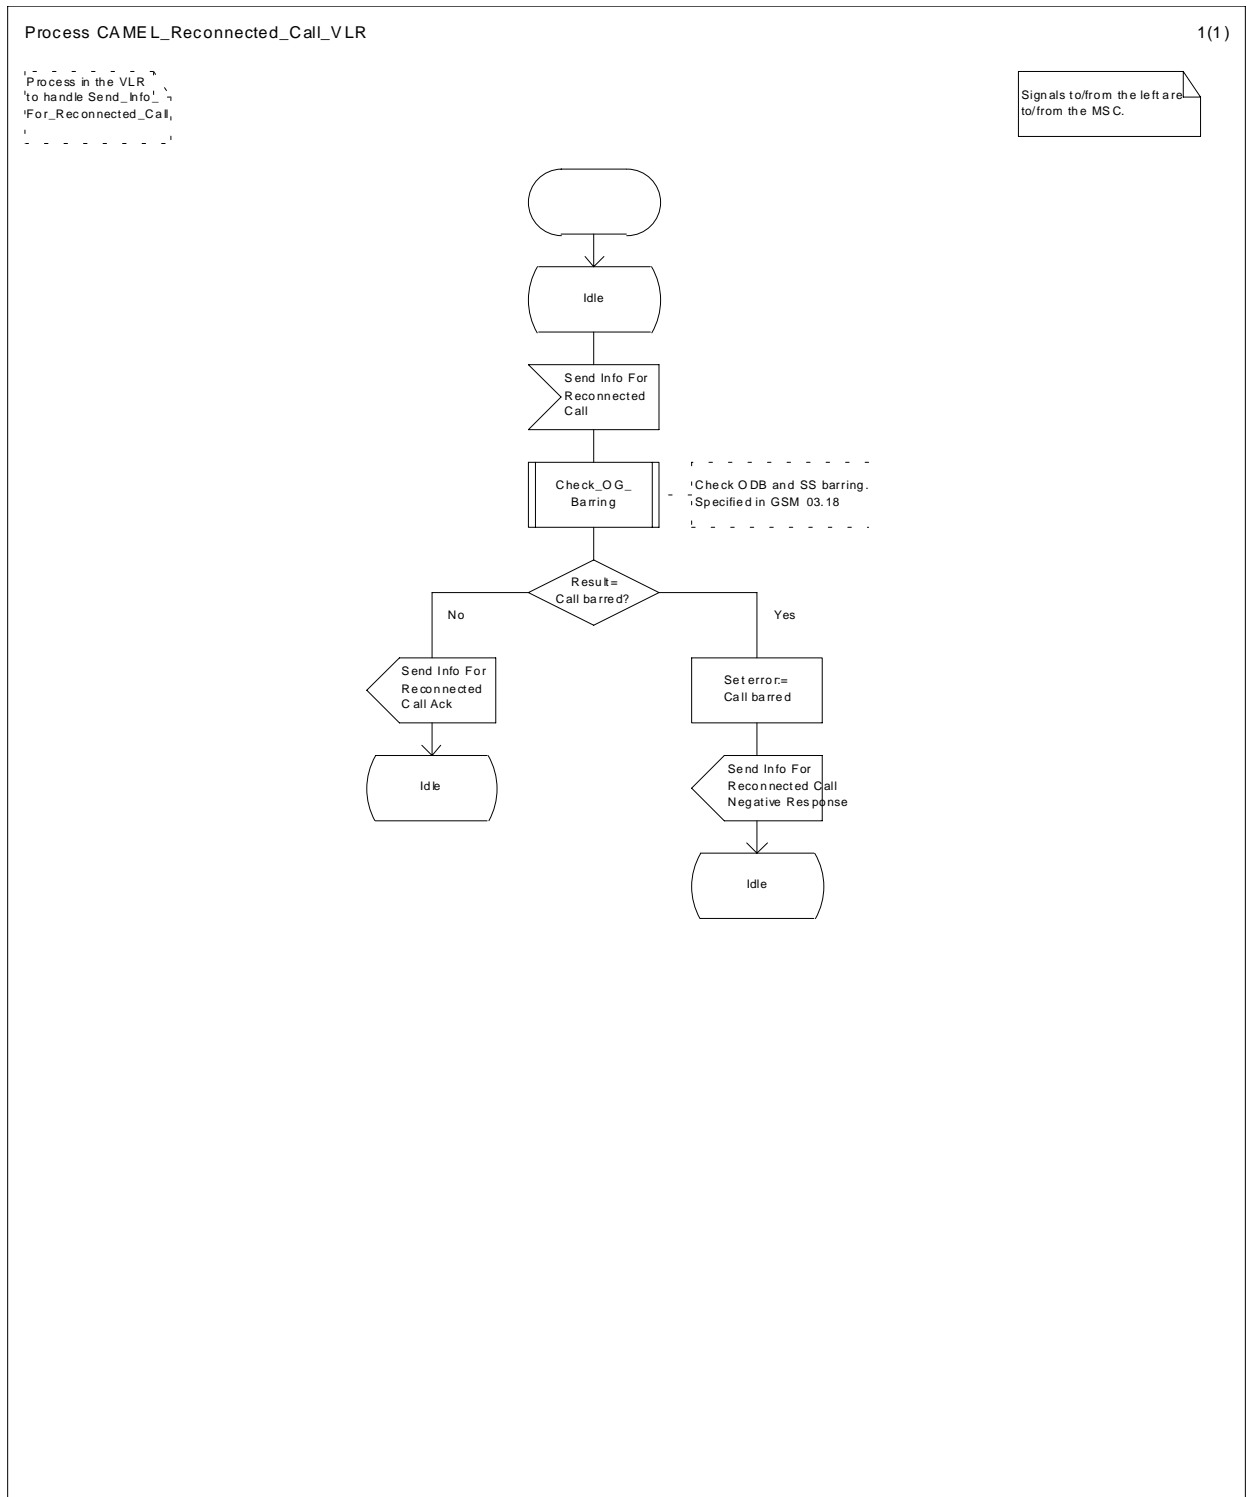 Process CAMEL_Reconnected_Call_VLR
1(1)
Process in the VLR
to handle Send_Info_
For_Reconnected_Call
Signals to/from the left are
to/from the MSC.
Idle
Send Info For
Reconnected
Call
Check_OG_
Barring
Check ODB and SS barring.
Specified in GSM 03.18
Result=
Call barred?
No
Yes
Send Info For
Reconnected
Call Ack
Set error:=
Call barred
Idle
Send Info For
Reconnected Call
Negative Response
Idle